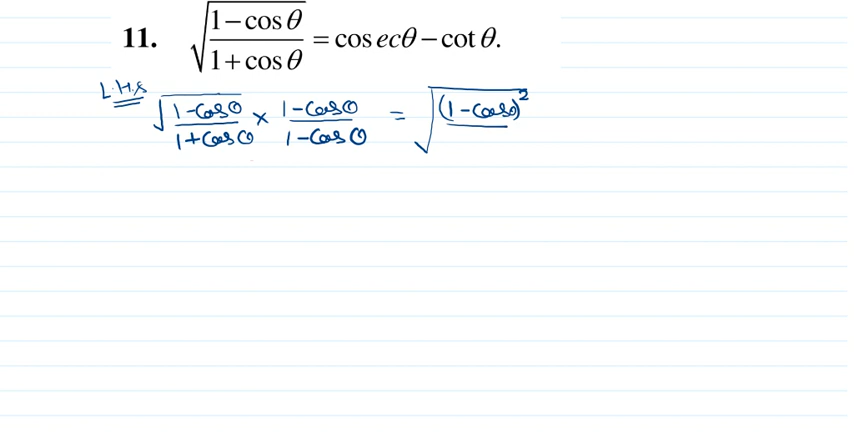 11. √((1−cosθ)/(1+cosθ)) = cosecθ−cotθ.
L.H.S
√((1-cosθ)/(1+cosθ)) × (1-cosθ)/(1-cosθ) = √((1-cosθ)²